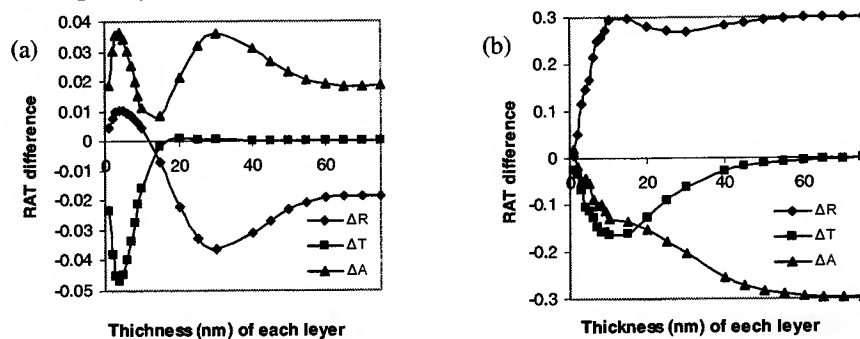 (a)
RAT difference
0.04
0.03
0.02
0.01
0
-0.01
-0.02
-0.03
-0.04
0.05
0
20
40
60
ΔR
ΔT
ΔA
Thichness (nm) of each leyer
(b)
RAT difference
0.3
0.2
0.1
0
-0.1
-0.2
-0.3
0
20
40
60
ΔR
ΔT
ΔA
Thickness (nm) of eech leyer